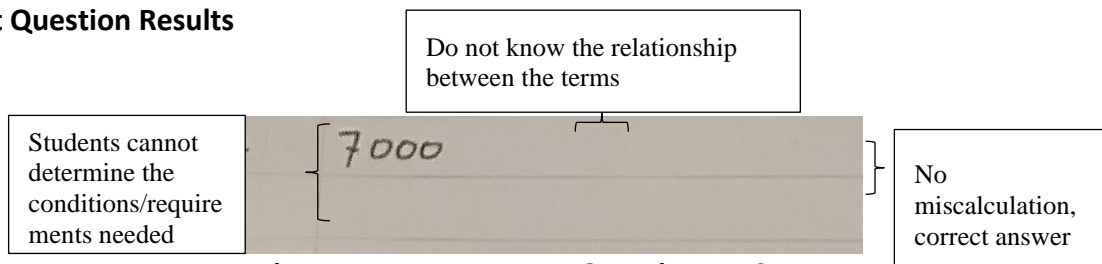 Question Results
Do not know the relationship
between the terms
Students cannot
determine the
conditions/require
ments needed
7000
No
miscalculation,
correct answer